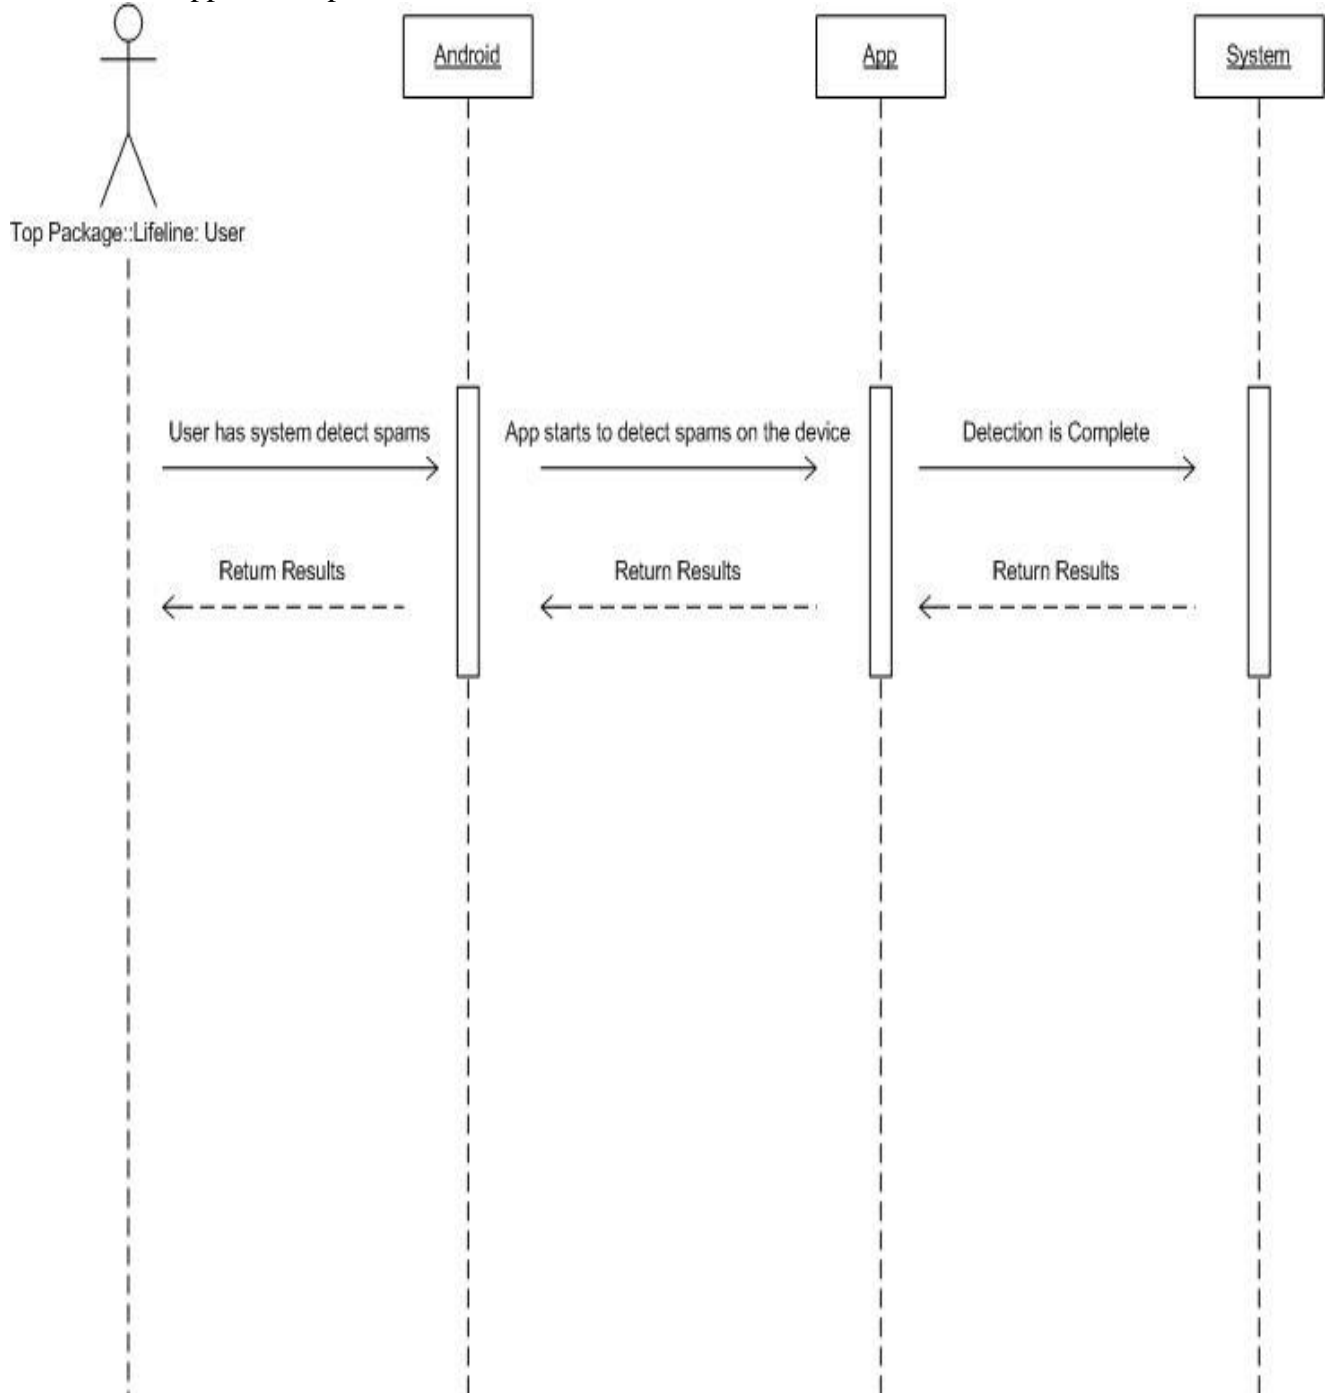 Android
App
System
Top Package::Lifeline: User
User has system detect spams
App starts to detect spams on the device
Detection is Complete
Return Results
Return Results
Return Results